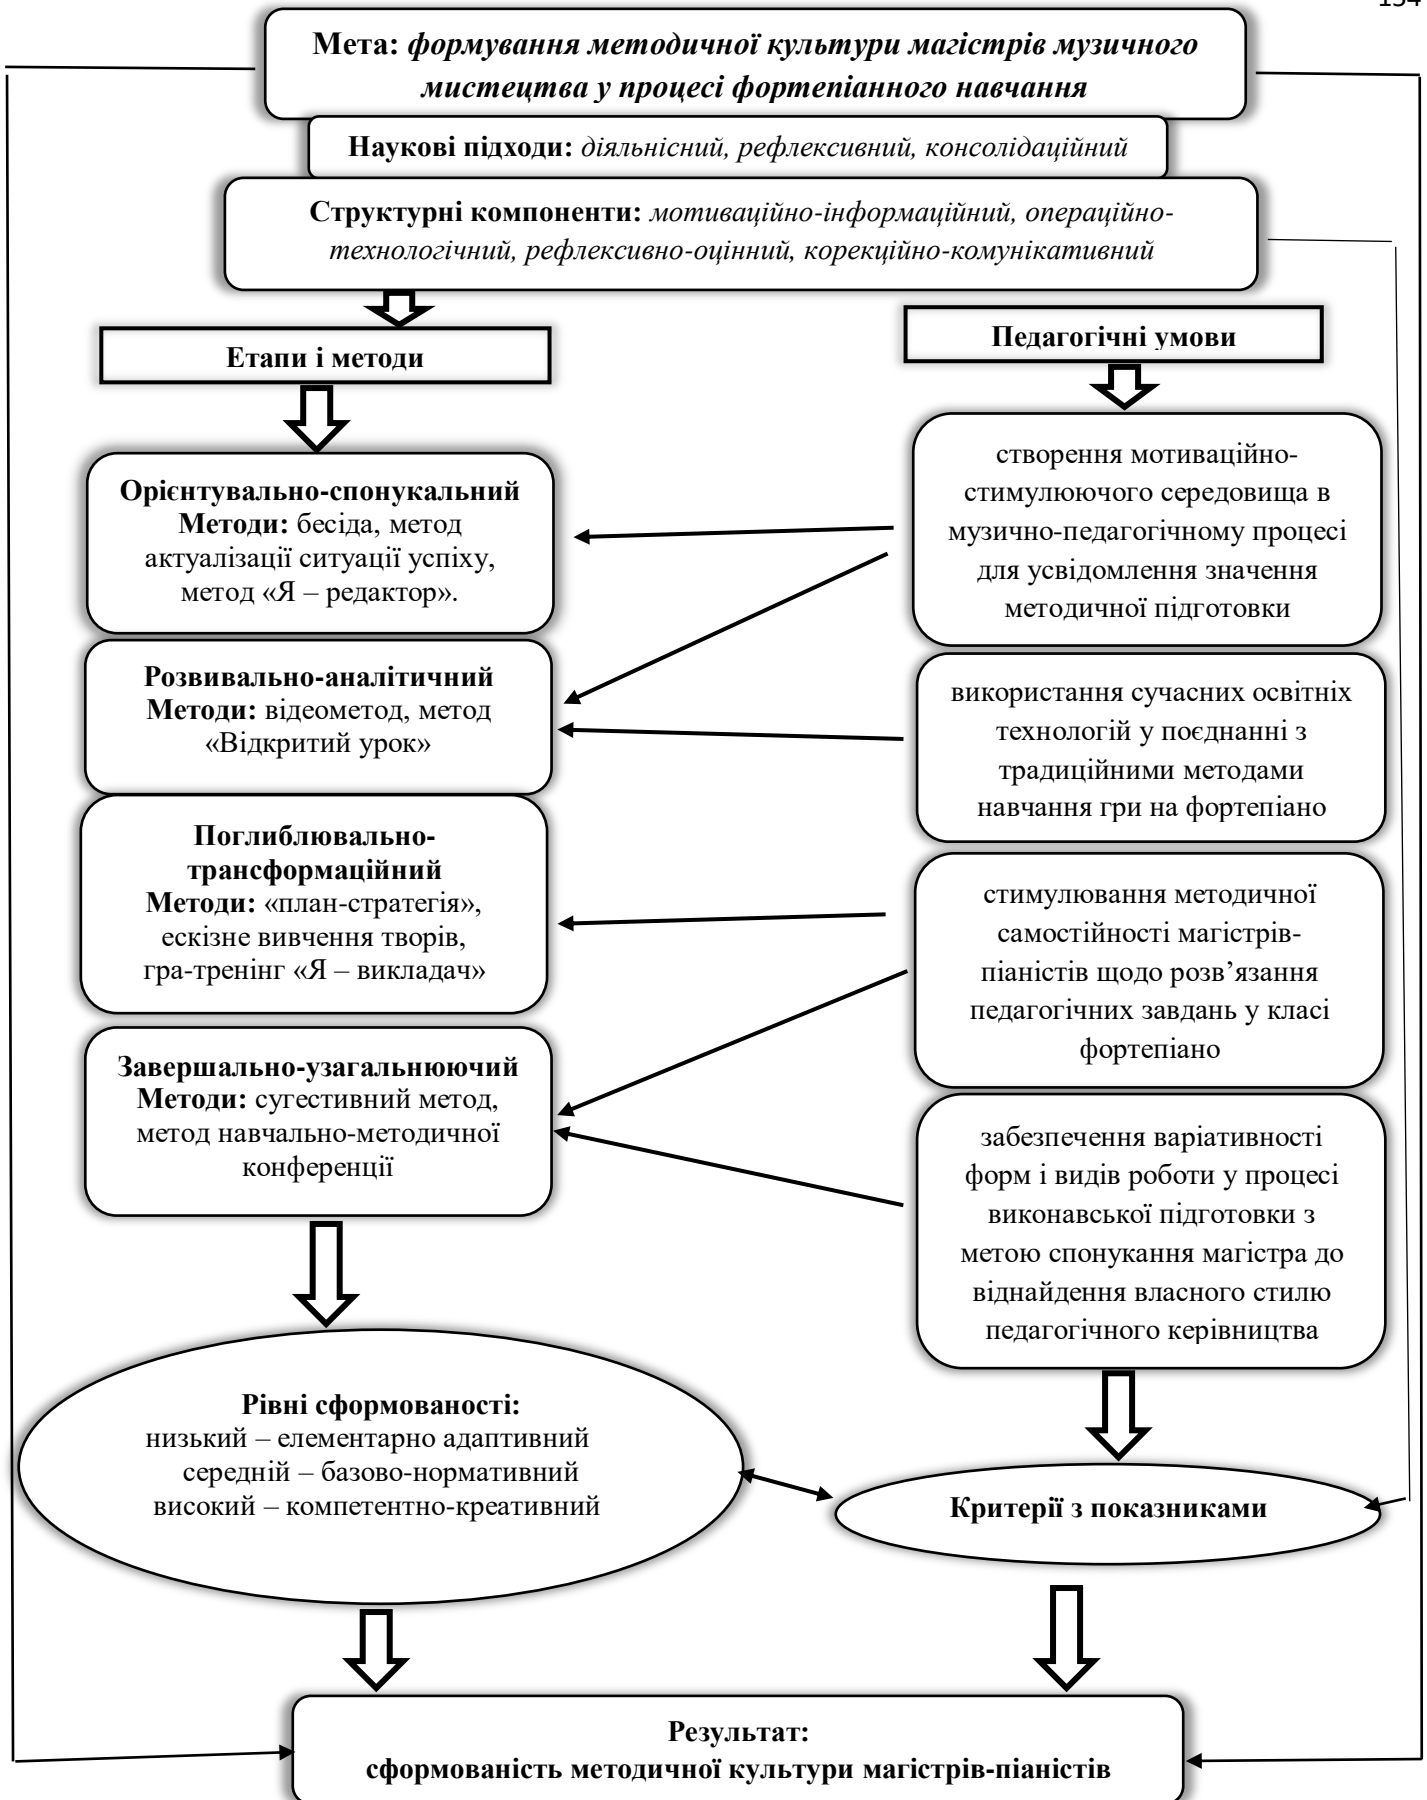 Мета: формування методичної культури магістрів музичного
мистецтва у процесі фортепіанного навчання
Наукові підходи: діяльнісний, рефлексивний, консолідаційний
Структурні компоненти: мотиваційно-інформаційний, операційно-
технологічний, рефлексивно-оцінний, корекційно-комунікативний
Етапи і методи
Орієнтувально-спонукальний
Методи: бесіда, метод
актуалізації ситуації успіху,
метод «Я – редактор».
Розвивально-аналітичний
Методи: відеометод, метод
«Відкритий урок»
Поглиблювально-
трансформаційний
Методи: «план-стратегія»,
ескізне вивчення творів,
гра-тренінг «Я – викладач»
Завершально-узагальнюючий
Методи: сугестивний метод,
метод навчально-методичної
конференції
Педагогічні умови
створення мотиваційно-
стимулюючого середовища в
музично-педагогічному процесі
для усвідомлення значення
методичної підготовки
використання сучасних освітніх
технологій у поєднанні з
традиційними методами
навчання гри на фортепіано
стимулювання методичної
самостійності магістрів-
піаністів щодо розв’язання
педагогічних завдань у класі
фортепіано
забезпечення варіативності
форм і видів роботи у процесі
виконавської підготовки з
метою спонукання магістра до
віднайдення власного стилю
педагогічного керівництва
Рівні сформованості:
низький – елементарно адаптивний
середній – базово-нормативний
високий – компетентно-креативний
Критерії з показниками
Результат:
сформованість методичної культури магістрів-піаністів